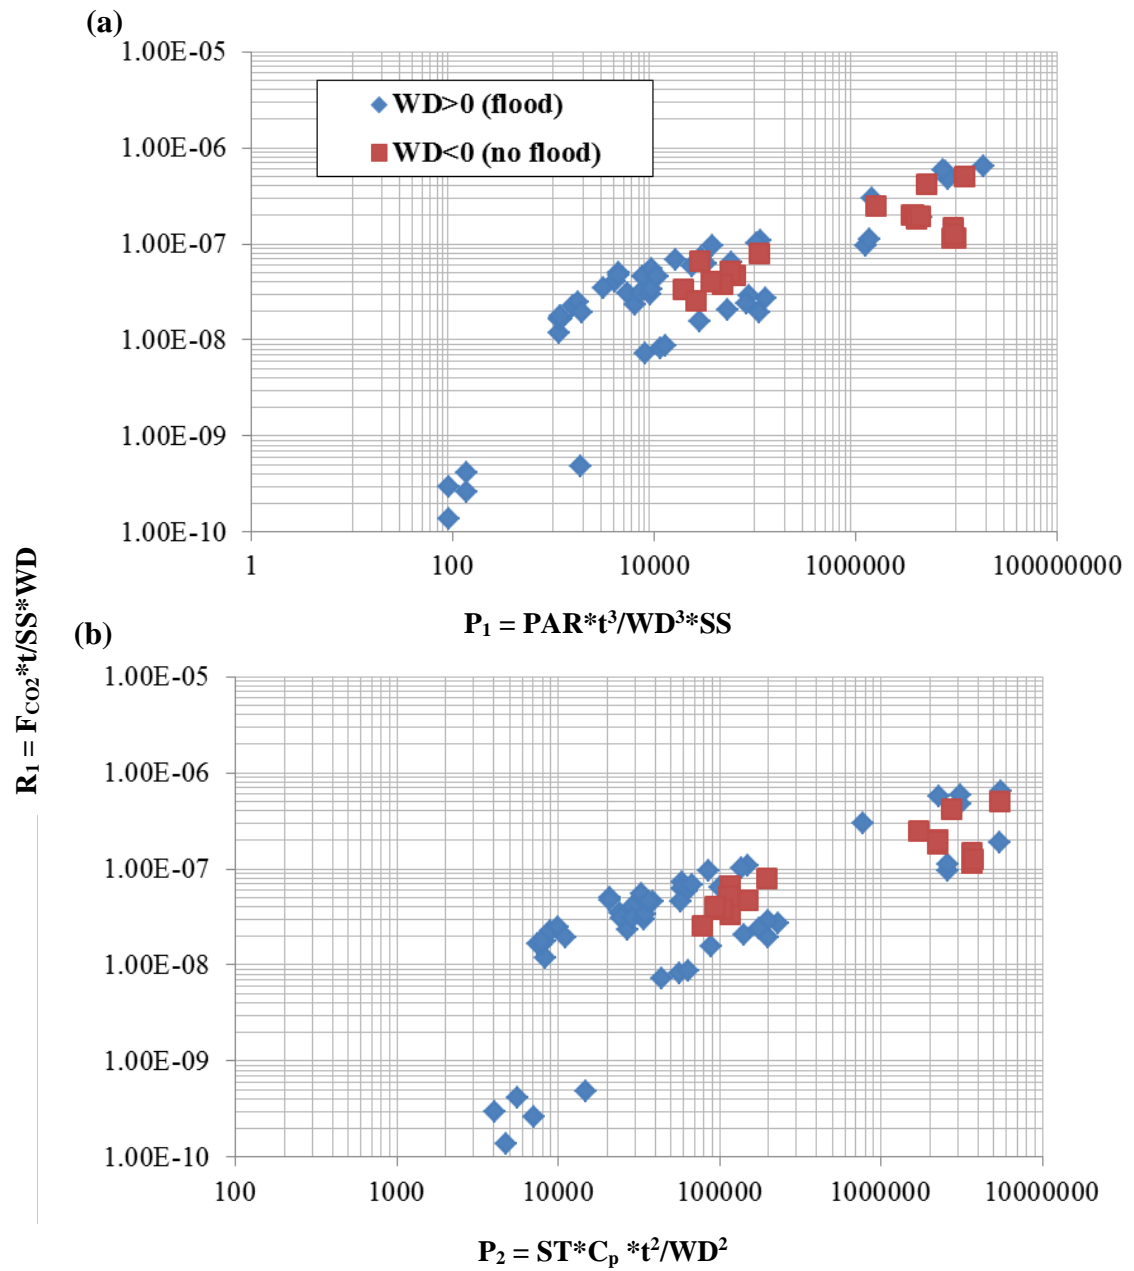 (a)
1.00E-05
1.00E-06
1.00E-07
1.00E-08
1.00E-09
1.00E-10
WD>0 (flood)
WD<0 (no flood)
1 100 10000 1000000 100000000
P₁ = PAR*t³/WD³*SS
R₁ = F_CO2*t/SS*WD
(b)
1.00E-05
1.00E-06
1.00E-07
1.00E-08
1.00E-09
1.00E-10
100 1000 10000 100000 1000000 10000000
P₂ = ST*Cₚ *t²/WD²